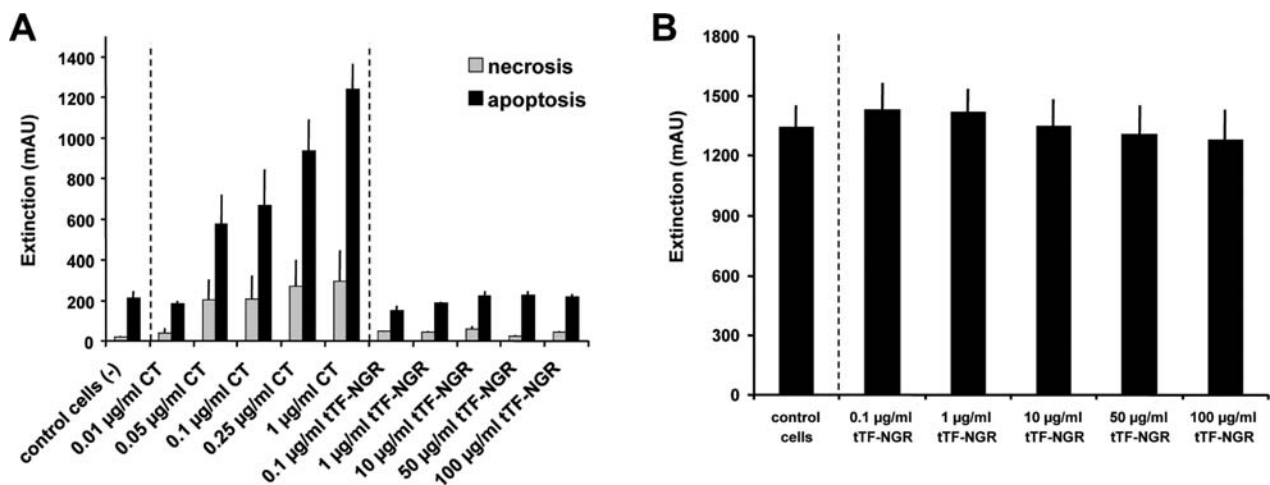 A
Extinction (mAU)
1400
1200
1000
800
600
400
200
0
necrosis
apoptosis
control cells (-)
0.01 µg/ml CT
0.05 µg/ml CT
0.1 µg/ml CT
0.25 µg/ml CT
1 µg/ml CT
0.1 µg/ml tTF-NGR
1 µg/ml tTF-NGR
10 µg/ml tTF-NGR
50 µg/ml tTF-NGR
100 µg/ml tTF-NGR
B
Extinction (mAU)
1800
1500
1200
900
600
300
0
control
cells
0.1 µg/ml
tTF-NGR
1 µg/ml
tTF-NGR
10 µg/ml
tTF-NGR
50 µg/ml
tTF-NGR
100 µg/ml
tTF-NGR